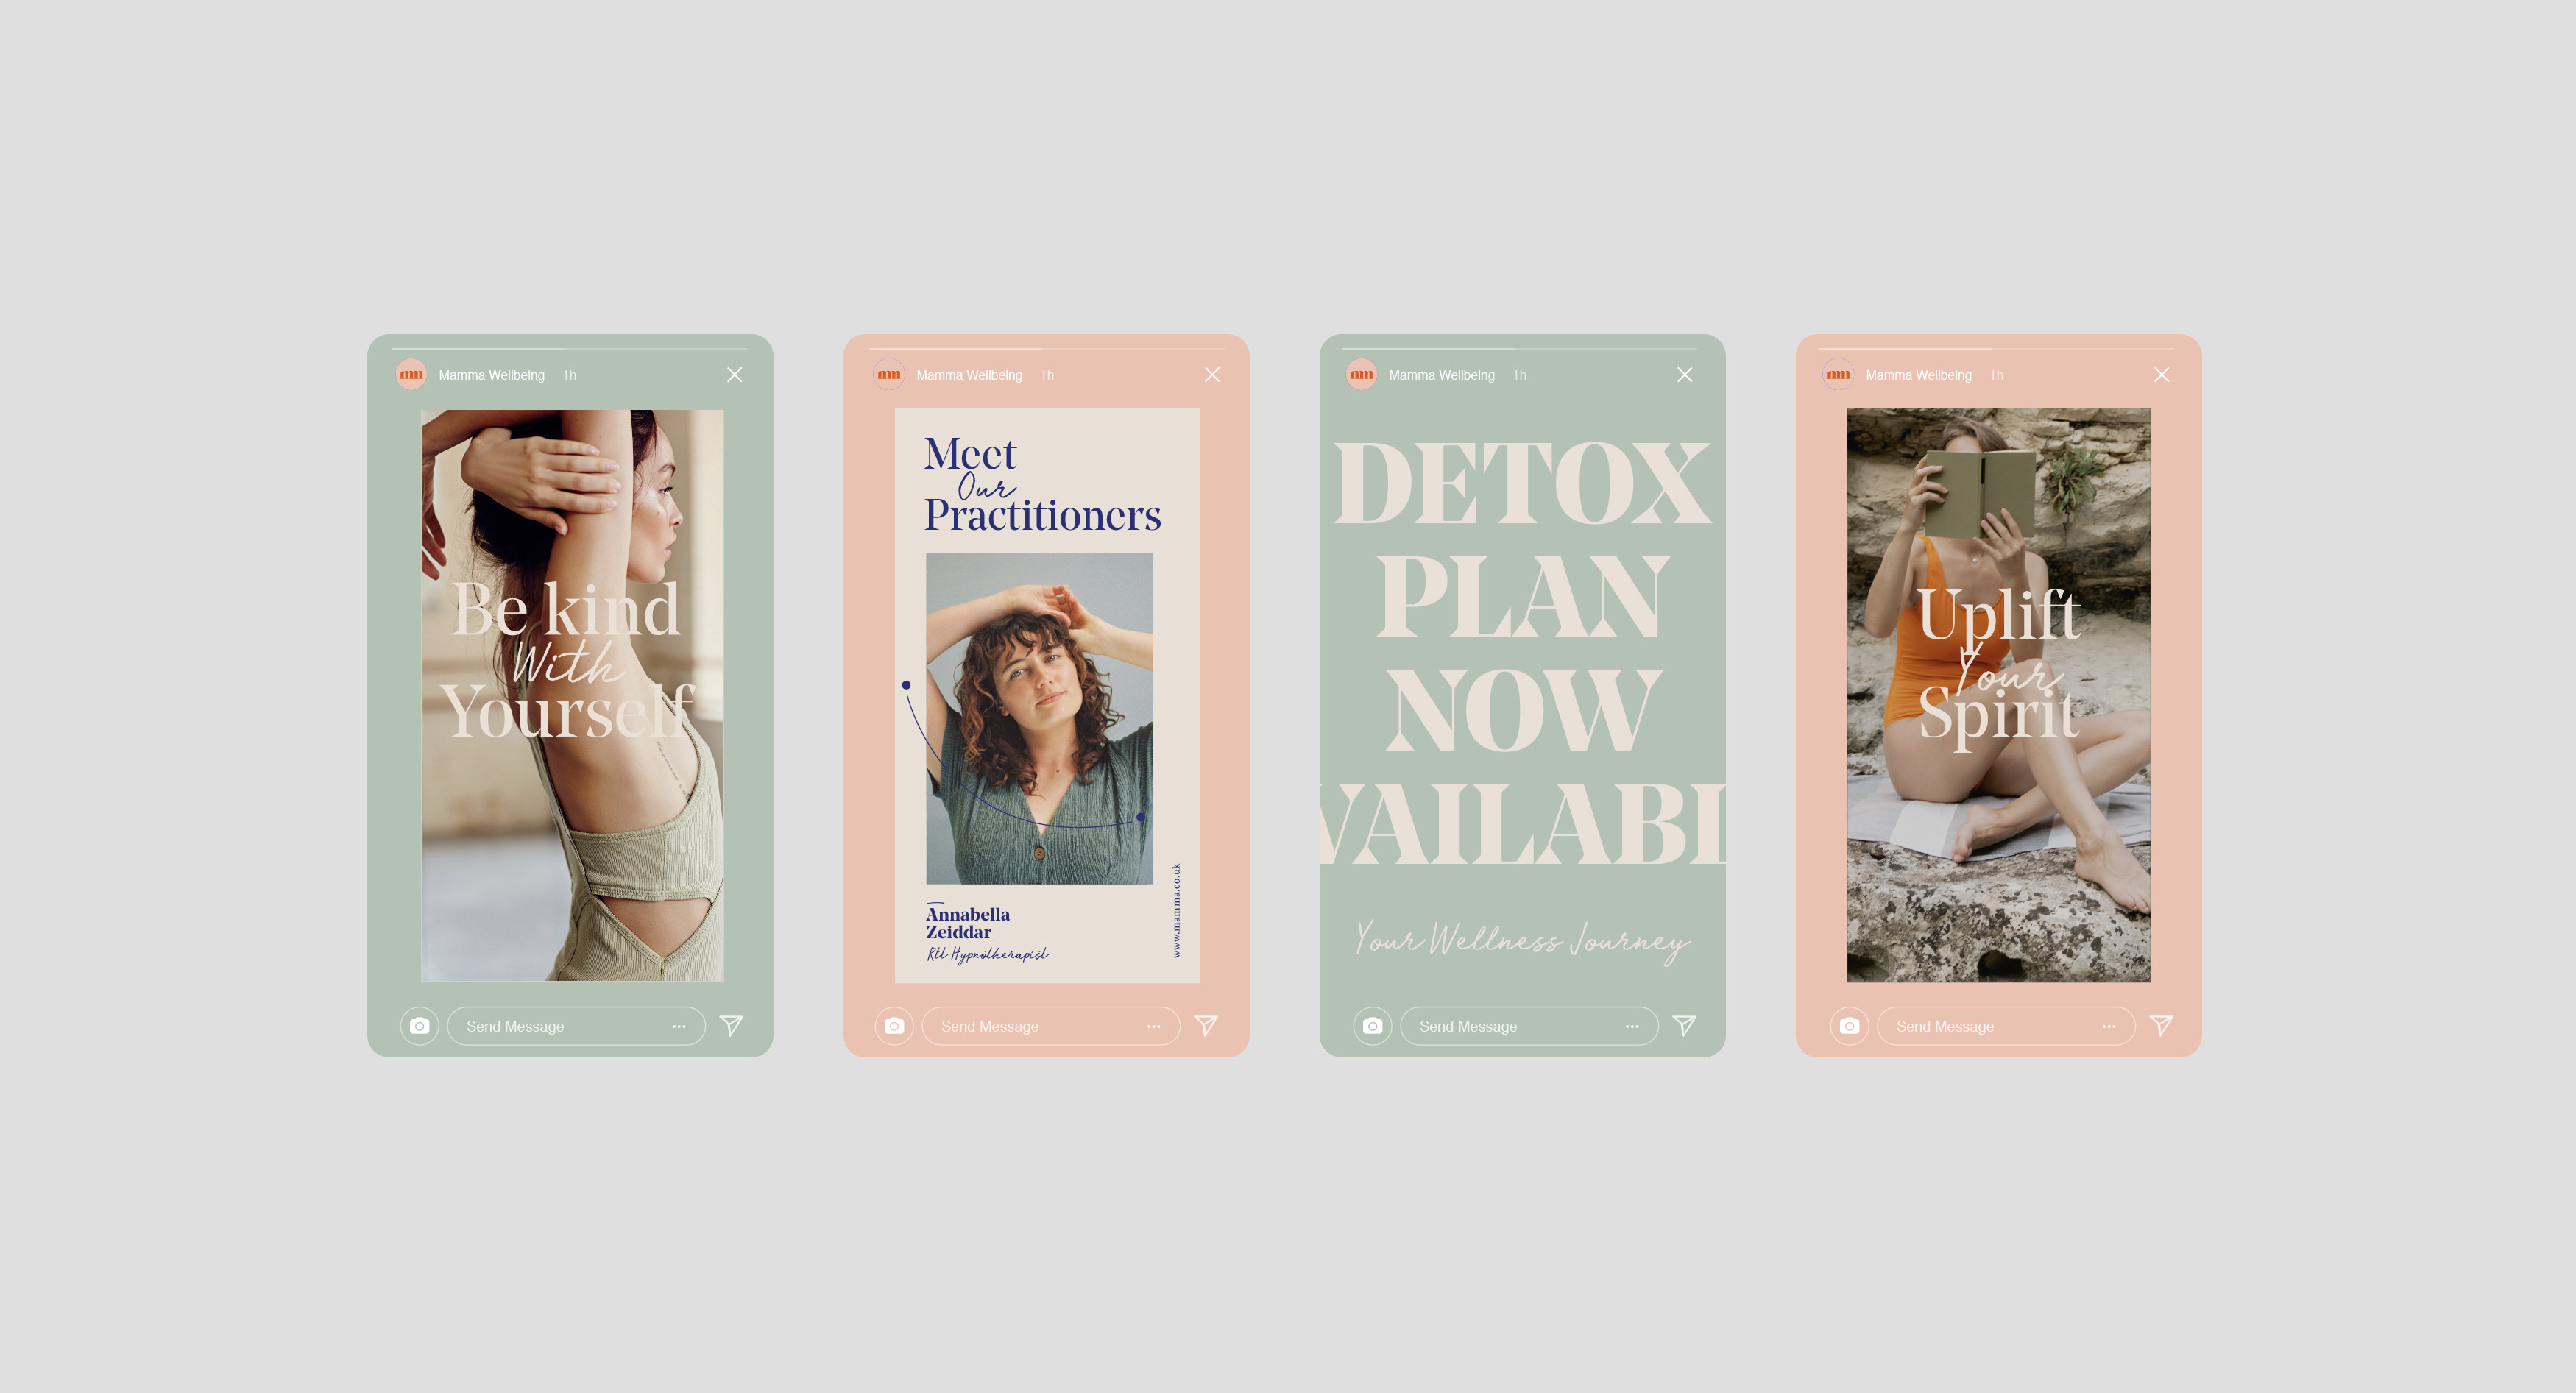 mm Mamma Wellbeing 1h
Be kind
With
Yourself
Send Message
mm Mamma Wellbeing 1h
Meet
Our
Practitioners
Annabella
Zeiddar
Rtt Hypnotherapist
www.mamma.co.uk
Send Message
mm Mamma Wellbeing 1h
DETOX
PLAN
NOW
VAILABL
Your Wellness Journey
Send Message
mm Mamma Wellbeing 1h
Uplift
Your
Spirit
Send Message